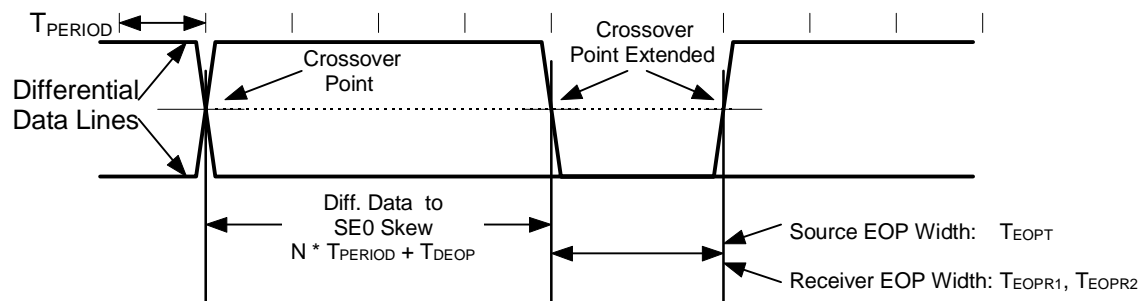 TPERIOD
Differential
Data Lines
Crossover
Point
Crossover
Point Extended
Diff. Data to
SE0 Skew
N * TPERIOD + TDEOP
Source EOP Width: TEOPT
Receiver EOP Width: TEOPR1, TEOPR2